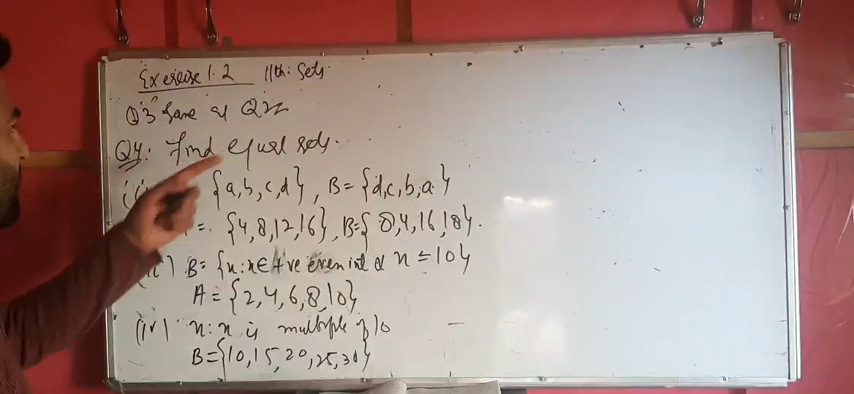 Exercise 1.2 11th: Sets
Q3 Same as Q2
Q4: Find equal sets.
{a,b,c,d}, B={d,c,b,a}
= {4,8,12,16}, B={8,4,16,18}.
B={x:x∈ +ve even int & x ≤ 10}
A={2,4,6,8,10}
(iv) x:x is multiple of 10
B={10,15,20,25,30}